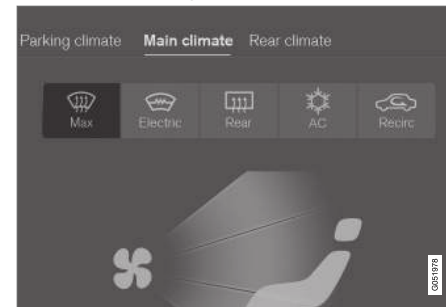 Parking climate Main climate Rear climate
Max Electric Rear AC Recirc
G051978